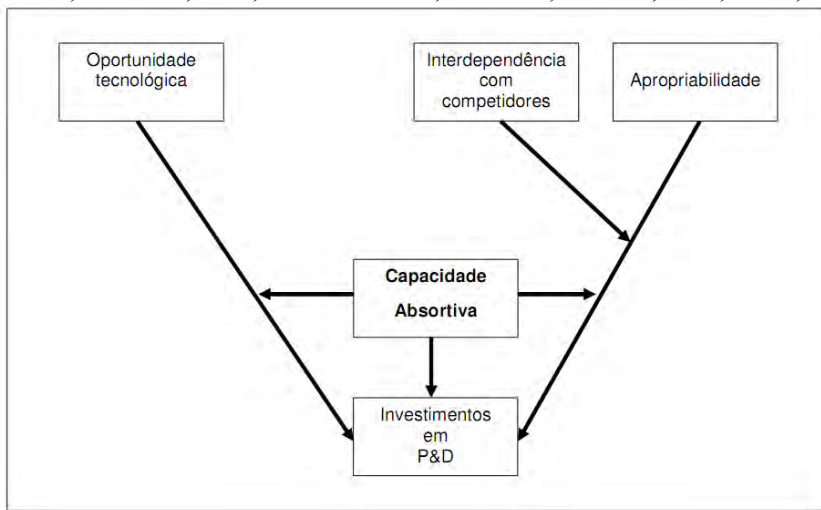 Oportunidade
tecnológica
Interdependência
com
competidores
Apropriabilidade
Capacidade
Absortiva
Investimentos
em
P&D